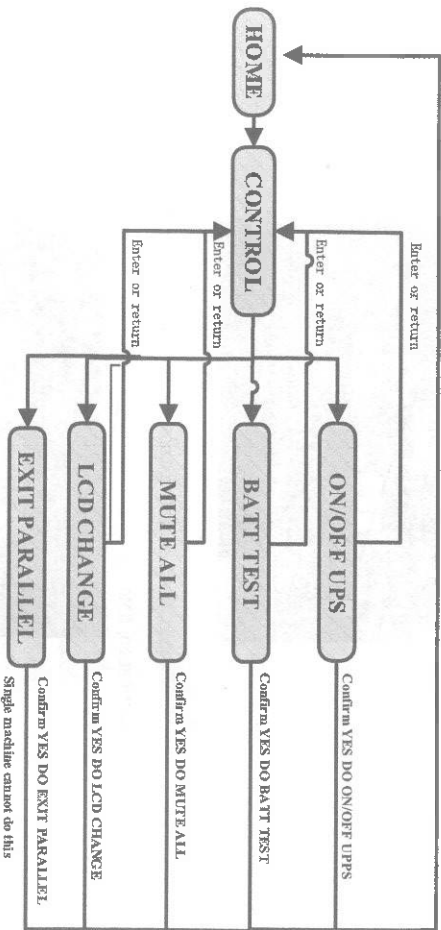 HOME
CONTROL
Enter or return
Enter or return
Enter or return
Enter or return
ON/OFF UPS
BATT TEST
MUTE ALL
LCD CHANGE
EXIT PARALLEL
Confirm YES DO ON/OFF UPPS
Confirm YES DO BATT TEST
Confirm YES DO MUTE ALL
Confirm YES DO LCD CHANGE
Confirm YES DO EXIT PARALLEL
Single machine cannot do this